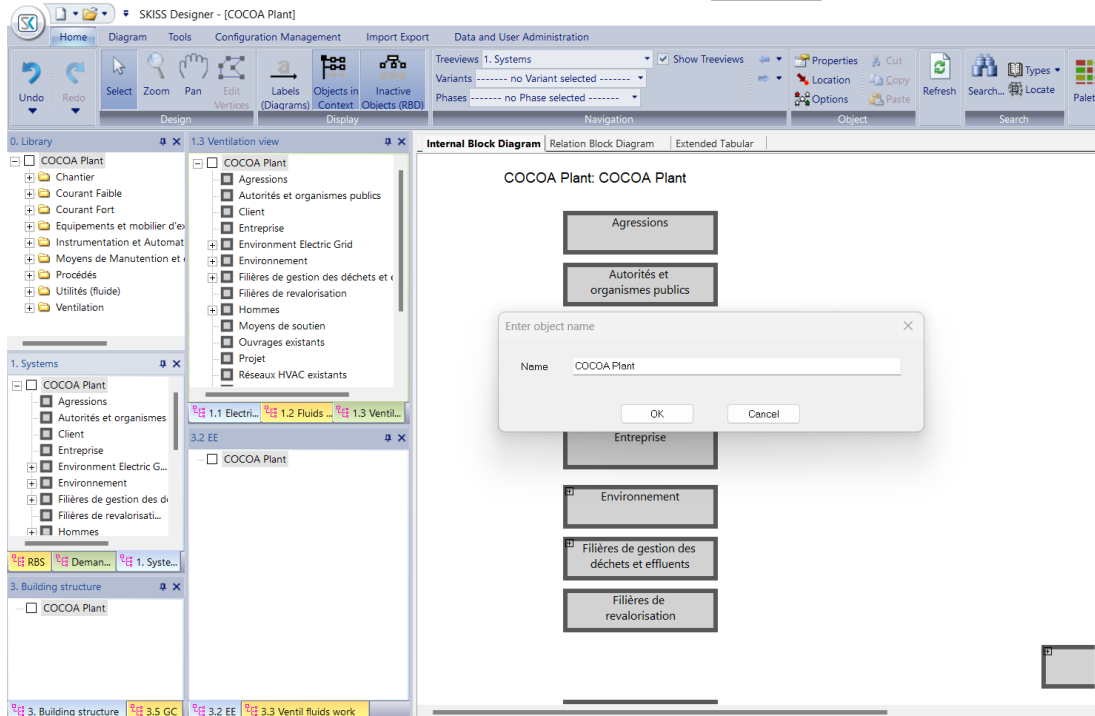 SKISS Designer - [COCOA Plant]
Home Diagram Tools Configuration Management Import Export Data and User Administration
Undo
Redo
Select
Zoom
Pan
Edit
Vertices
Design
Labels
(Diagrams)
Objects in
Context
Inactive
Objects (RBD)
Display
Treeviews 1. Systems
Show Treeviews
Variants ------- no Variant selected -------
Phases ------- no Phase selected -------
Navigation
Properties
Location
Options
Cut
Copy
Paste
Object
Refresh
Search...
Types
Locate
Search
Palet
0. Library
COCOA Plant
Chantier
Courant Faible
Courant Fort
Equipements et mobilier d'e
Instrumentation et Automat
Moyens de Manutention et
Procédés
Utilités (fluide)
Ventilation
1. Systems
COCOA Plant
Agressions
Autorités et organismes
Client
Entreprise
Environment Electric G...
Environnement
Filières de gestion des d
Filières de revalorisati...
Hommes
RBS Deman... 1. Syste...
3. Building structure
COCOA Plant
3. Building structure 3.5 GC
1.3 Ventilation view
COCOA Plant
Agressions
Autorités et organismes publics
Client
Entreprise
Environment Electric Grid
Environnement
Filières de gestion des déchets et e
Filières de revalorisation
Hommes
Moyens de soutien
Ouvrages existants
Projet
Réseaux HVAC existants
1.1 Electri... 1.2 Fluids ... 1.3 Ventil...
3.2 EE
COCOA Plant
3.2 EE 3.3 Ventil fluids work
Internal Block Diagram Relation Block Diagram Extended Tabular
COCOA Plant: COCOA Plant
Agressions
Autorités et
organismes publics
Enter object name
Name COCOA Plant
OK Cancel
Entreprise
Environnement
Filières de gestion des
déchets et effluents
Filières de
revalorisation